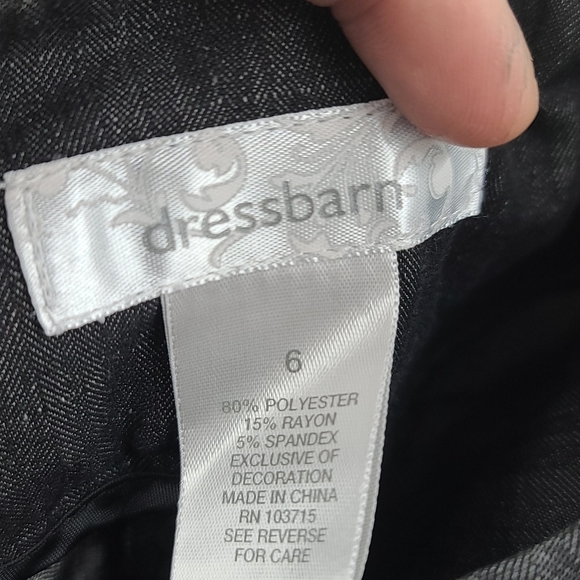 dressbarn
6
80% POLYESTER
15% RAYON
5% SPANDEX
EXCLUSIVE OF
DECORATION
MADE IN CHINA
RN 103715
SEE REVERSE
FOR CARE